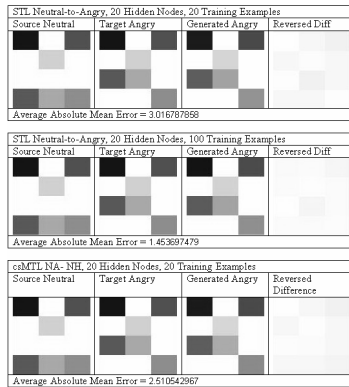 STL Neutral-to-Angry, 20 Hidden Nodes, 20 Training Examples
Source Neutral Target Angry Generated Angry Reversed Diff
Average Absolute Mean Error = 3.016787858
STL Neutral-to-Angry, 20 Hidden Nodes, 100 Training Examples
Source Neutral Target Angry Generated Angry Reversed Diff
Average Absolute Mean Error = 1.453697479
csMTL NA- NH, 20 Hidden Nodes, 20 Training Examples
Source Neutral Target Angry Generated Angry Reversed
Difference
Average Absolute Mean Error = 2.510542967